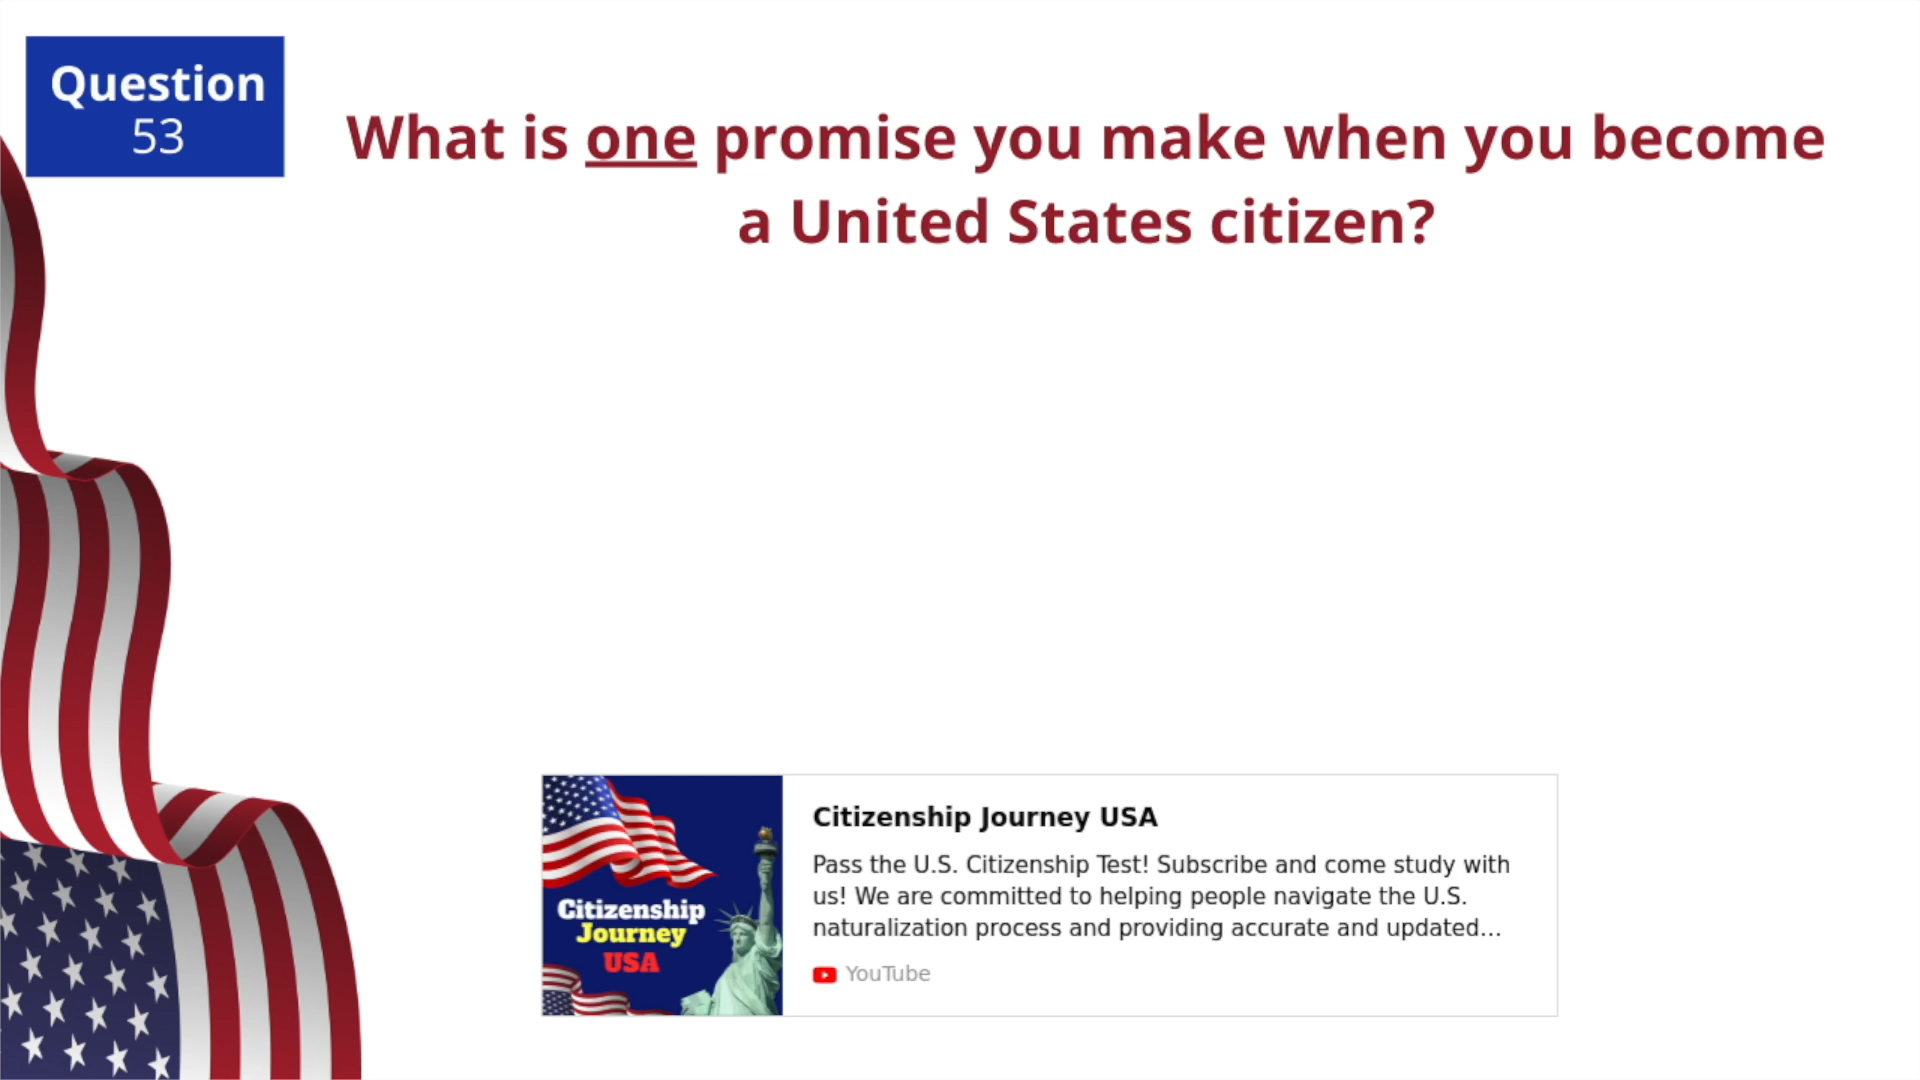 Question
53
What is one promise you make when you become
a United States citizen?
Citizenship
Journey
USA
Citizenship Journey USA
Pass the U.S. Citizenship Test! Subscribe and come study with
us! We are committed to helping people navigate the U.S.
naturalization process and providing accurate and updated...
YouTube